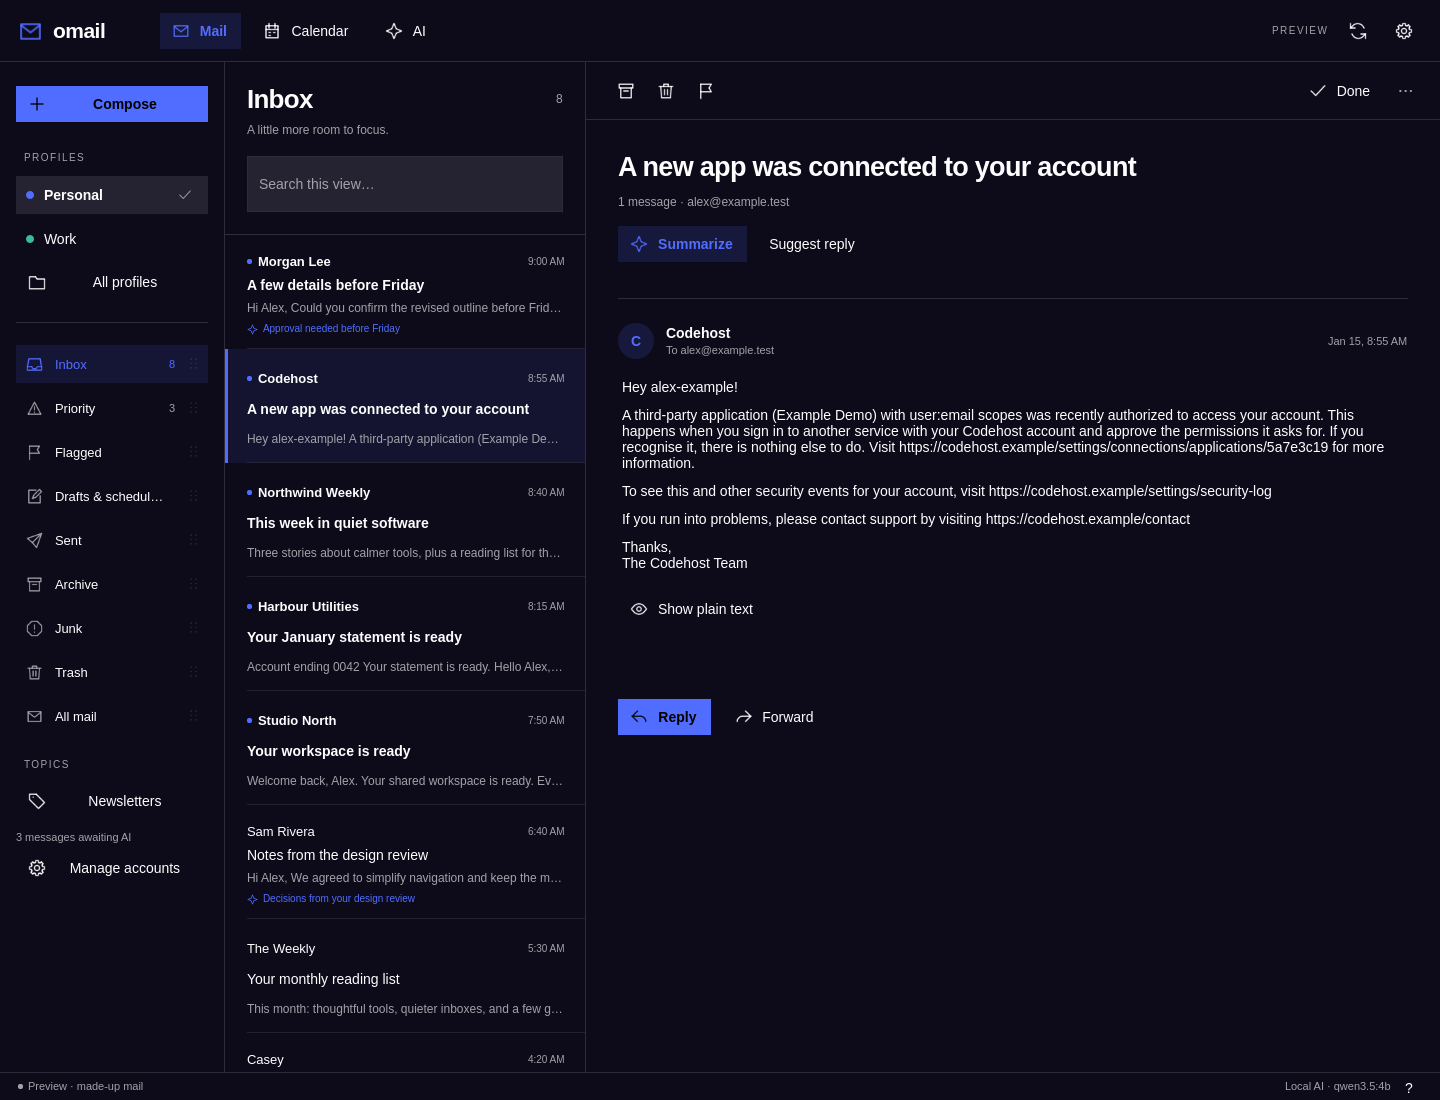 omail
Mail
Calendar
AI
PREVIEW
Compose
PROFILES
Personal
Work
All profiles
Inbox 8
Priority 3
Flagged
Drafts & schedul…
Sent
Archive
Junk
Trash
All mail
TOPICS
Newsletters
3 messages awaiting AI
Manage accounts
Inbox 8
A little more room to focus.
Search this view…
Morgan Lee 9:00 AM
A few details before Friday
Hi Alex, Could you confirm the revised outline before Frid…
Approval needed before Friday
Codehost 8:55 AM
A new app was connected to your account
Hey alex-example! A third-party application (Example De…
Northwind Weekly 8:40 AM
This week in quiet software
Three stories about calmer tools, plus a reading list for th…
Harbour Utilities 8:15 AM
Your January statement is ready
Account ending 0042 Your statement is ready. Hello Alex,…
Studio North 7:50 AM
Your workspace is ready
Welcome back, Alex. Your shared workspace is ready. Ev…
Sam Rivera 6:40 AM
Notes from the design review
Hi Alex, We agreed to simplify navigation and keep the m…
Decisions from your design review
The Weekly 5:30 AM
Your monthly reading list
This month: thoughtful tools, quieter inboxes, and a few g…
Casey 4:20 AM
Done
A new app was connected to your account
1 message · alex@example.test
Summarize
Suggest reply
C
Codehost
To alex@example.test
Jan 15, 8:55 AM
Hey alex-example!
A third-party application (Example Demo) with user:email scopes was recently authorized to access your account. This
happens when you sign in to another service with your Codehost account and approve the permissions it asks for. If you
recognise it, there is nothing else to do. Visit https://codehost.example/settings/connections/applications/5a7e3c19 for more
information.
To see this and other security events for your account, visit https://codehost.example/settings/security-log
If you run into problems, please contact support by visiting https://codehost.example/contact
Thanks,
The Codehost Team
Show plain text
Reply
Forward
Preview · made-up mail
Local AI · qwen3.5:4b
?